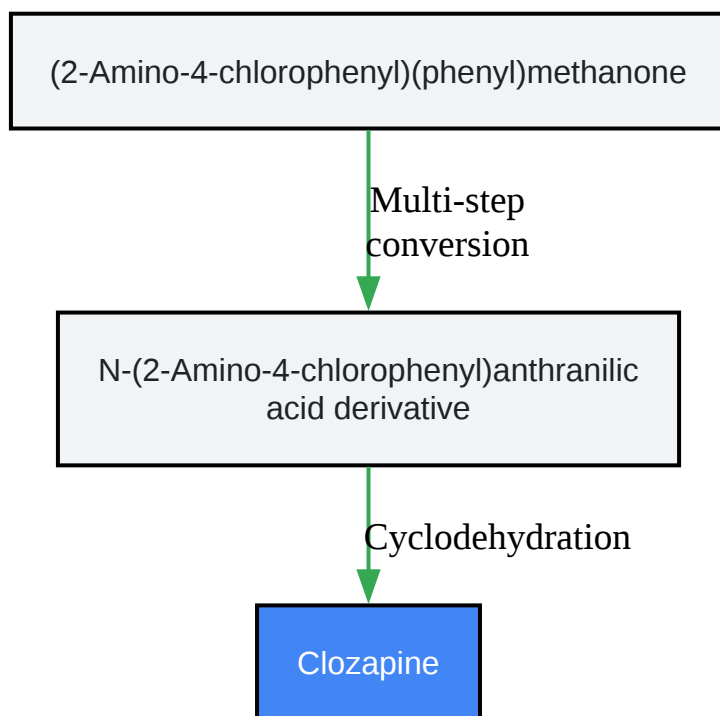 (2-Amino-4-chlorophenyl)(phenyl)methanone
Multi-step
conversion
N-(2-Amino-4-chlorophenyl)anthranilic
acid derivative
Cyclodehydration
Clozapine